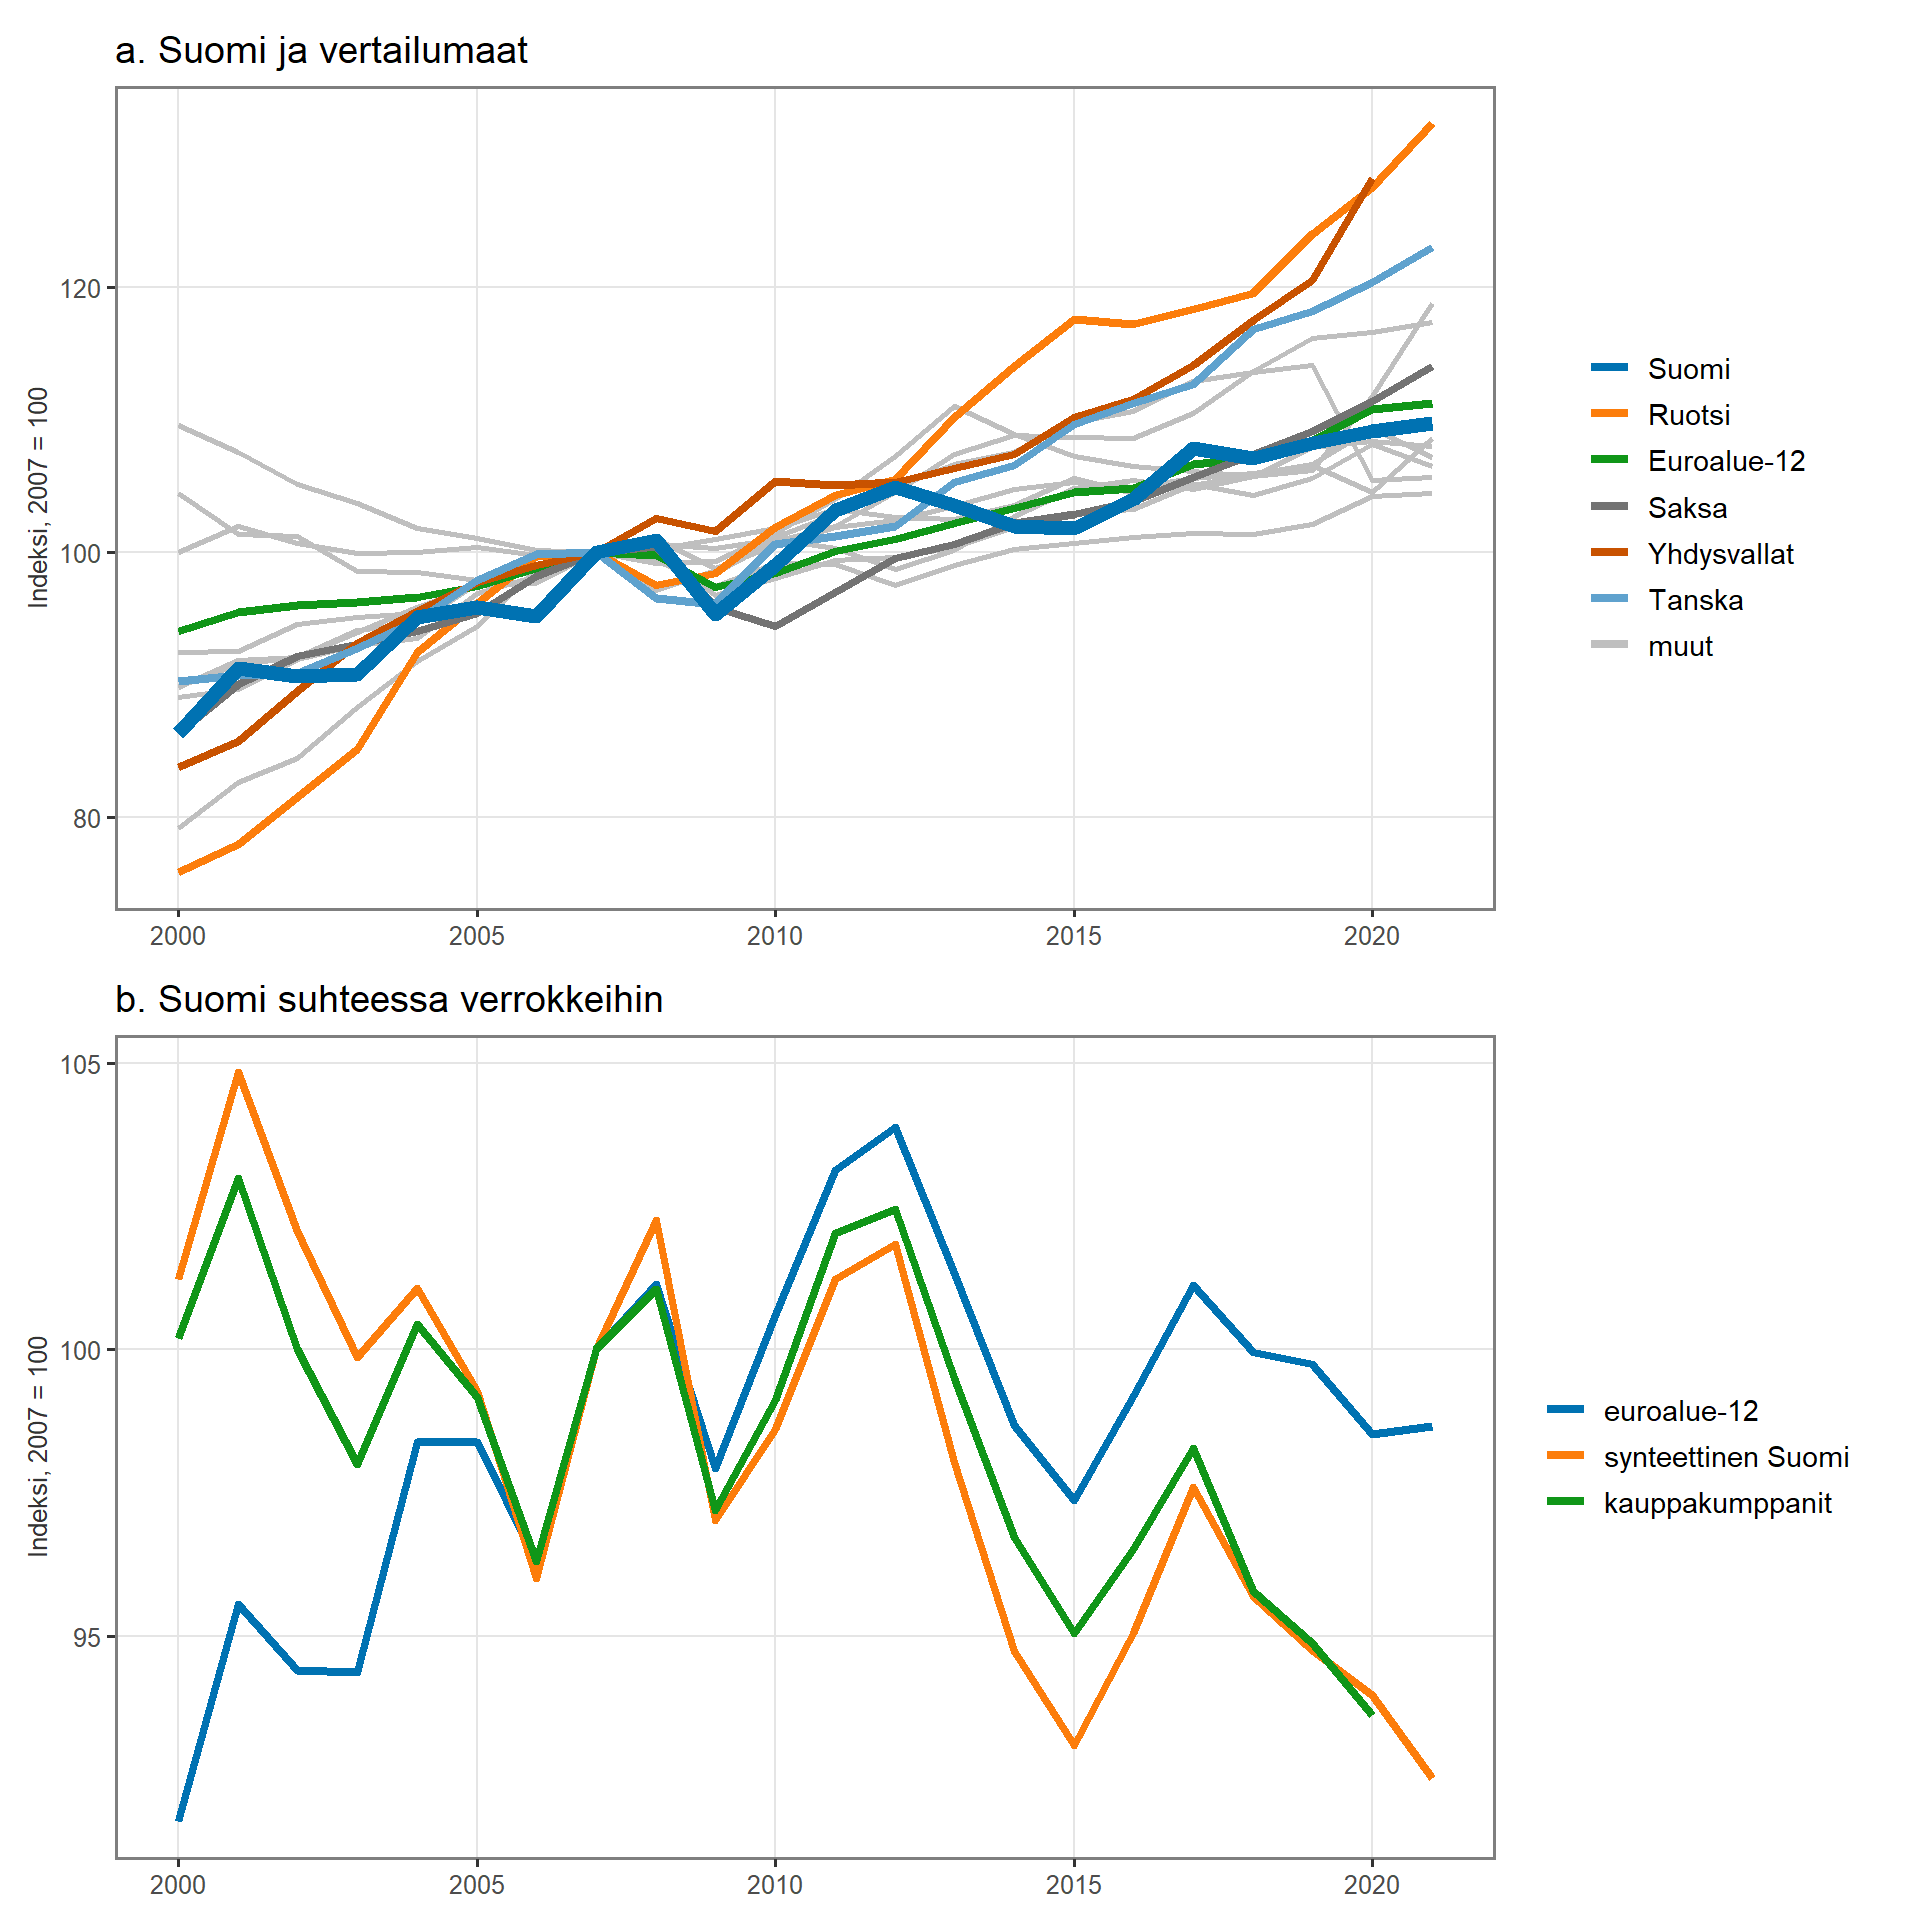 a. Suomi ja vertailumaat
Indeksi, 2007 = 100
120
100
80
2000 2005 2010 2015 2020
Suomi
Ruotsi
Euroalue-12
Saksa
Yhdysvallat
Tanska
muut
b. Suomi suhteessa verrokkeihin
Indeksi, 2007 = 100
105
100
95
2000 2005 2010 2015 2020
euroalue-12
synteettinen Suomi
kauppakumppanit